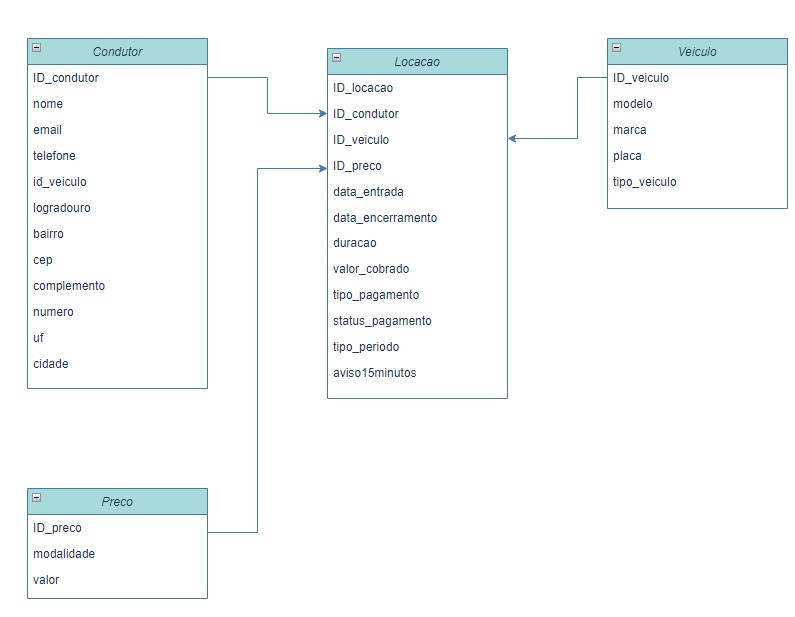 Condutor
ID_condutor
nome
email
telefone
id_veiculo
logradouro
bairro
cep
complemento
numero
uf
cidade
Locacao
ID_locacao
ID_condutor
ID_veiculo
ID_preco
data_entrada
data_encerramento
duracao
valor_cobrado
tipo_pagamento
status_pagamento
tipo_periodo
aviso15minutos
Veiculo
ID_veiculo
modelo
marca
placa
tipo_veiculo
Preco
ID_preco
modalidade
valor